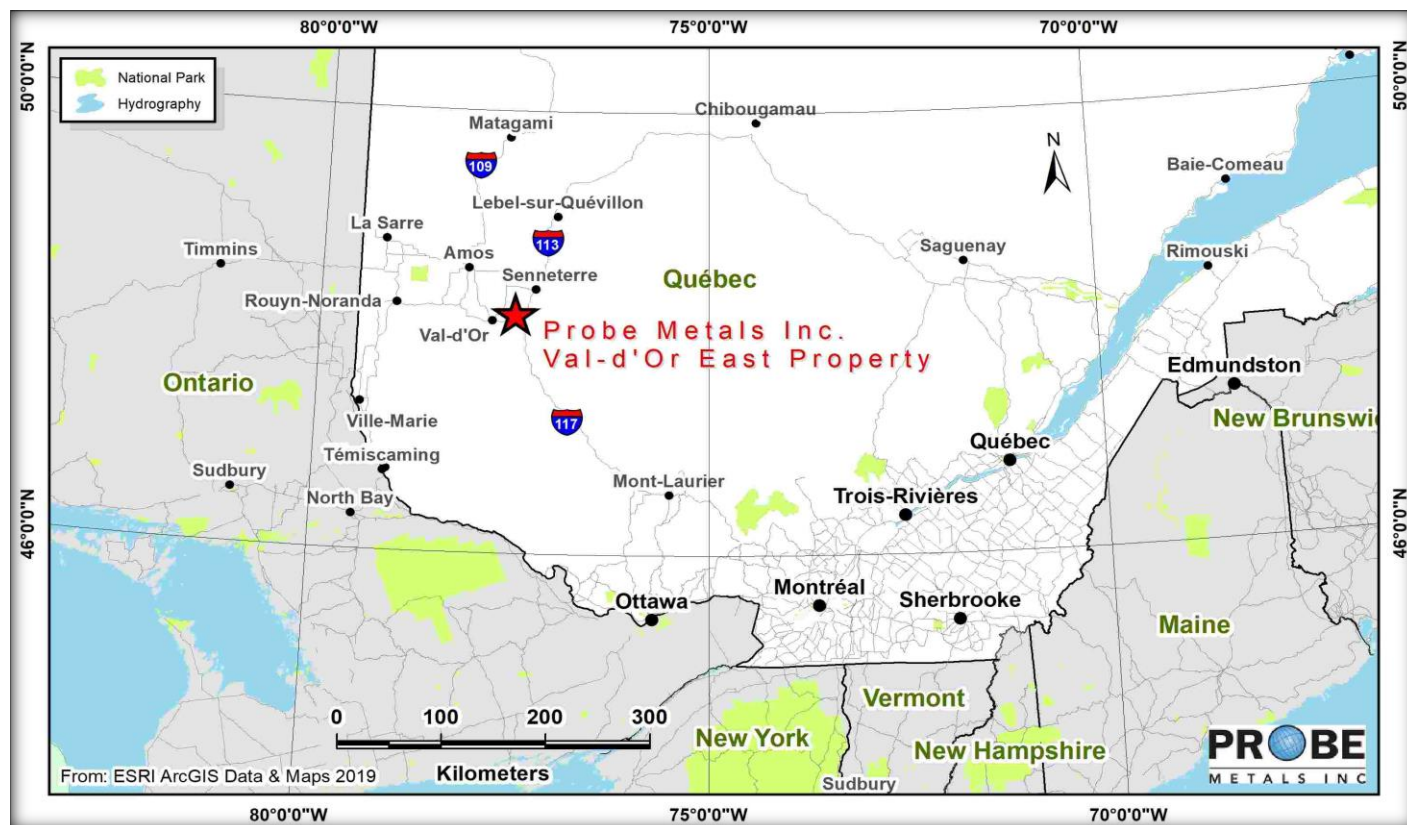 80°0'0"W
75°0'0"W
70°0'0"W
50°0'0"N
50°0'0"N
National Park
Hydrography
Chibougamau
Matagami
109
N
Baie-Comeau
Lebel-sur-Quévillon
La Sarre
113
Timmins
Amos
Saguenay
Rimouski
Senneterre
Québec
Rouyn-Noranda
Val-d'Or
Probe Metals Inc.
Val-d'Or East Property
Ontario
Edmundston
Ville-Marie
117
New Brunswi
Québec
Témiscaming
Sudbury
Mont-Laurier
North Bay
Trois-Rivières
46°0'0"N
46°0'0"N
Montréal
Ottawa
Sherbrooke
Maine
Vermont
0 100 200 300
New York
New Hampshire
PROBE
METALS INC
From: ESRI ArcGIS Data & Maps 2019
Kilometers
Sudbury
80°0'0"W
75°0'0"W
70°0'0"W